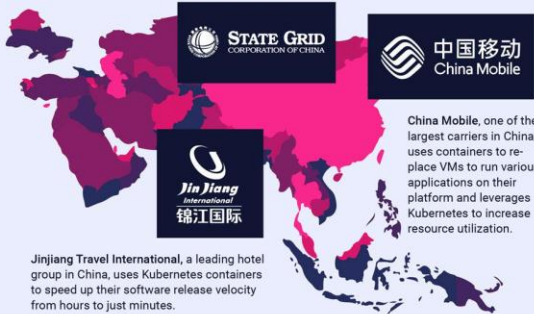 STATE GRID
CORPORATION OF CHINA
中国移动
China Mobile
China Mobile, one of the
largest carriers in China
uses containers to re-
place VMs to run variou
applications on their
platform and leverages
Kubernetes to increase
resource utilization.
JinJiang
International
锦江国际
Jinjiang Travel International, a leading hotel
group in China, uses Kubernetes containers
to speed up their software release velocity
from hours to just minutes.